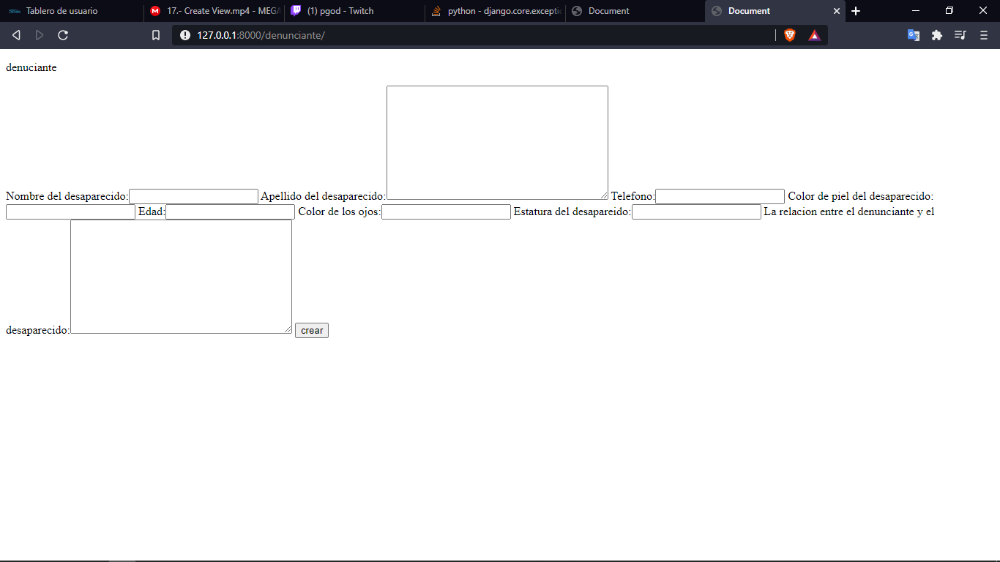 Tablero de usuario
17.- Create View.mp4 - MEGA
(1) pgod - Twitch
python - django.core.exceptio
Document
Document
127.0.0.1:8000/denunciante/
denuciante
Nombre del desaparecido: Apellido del desaparecido: Telefono: Color de piel del desaparecido:
Edad: Color de los ojos: Estatura del desapareido: La relacion entre el denunciante y el
desaparecido: crear